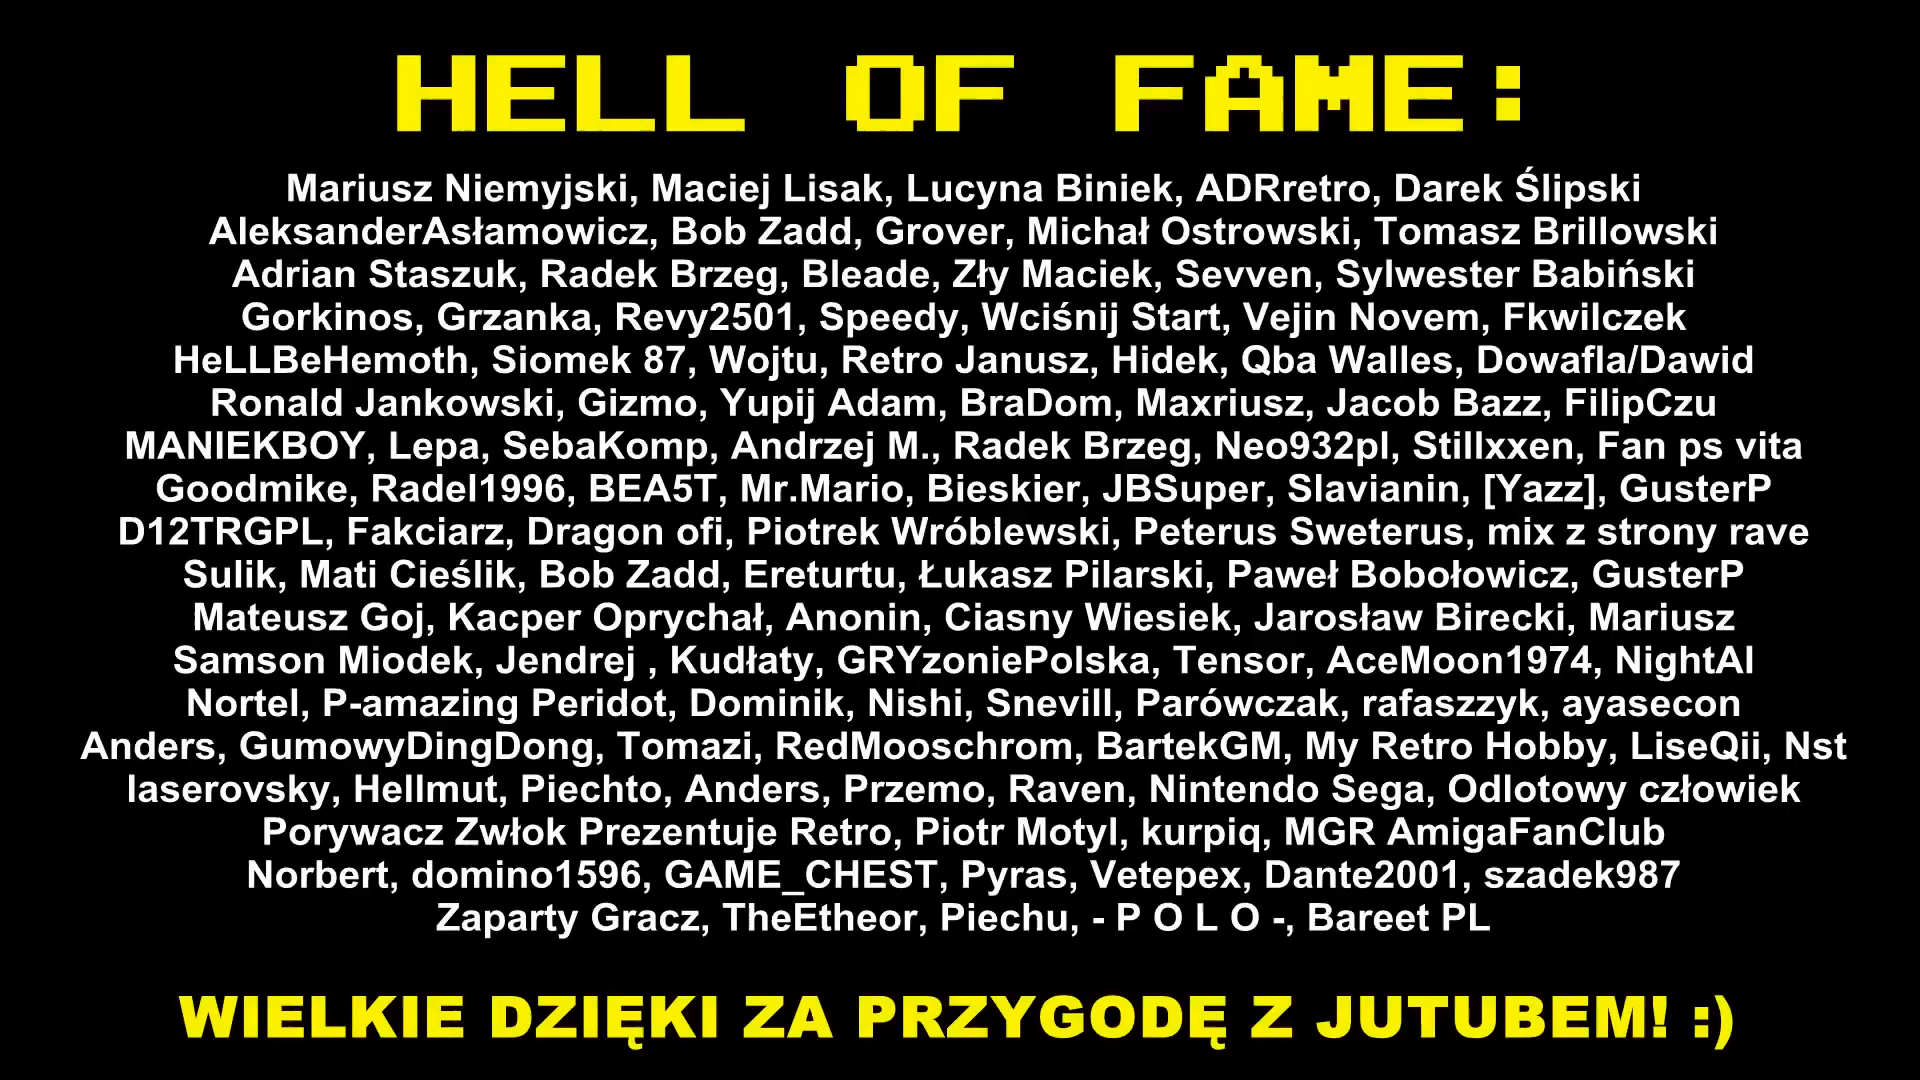 HELL OF FAME:
Mariusz Niemyjski, Maciej Lisak, Lucyna Biniek, ADRretro, Darek Ślipski
AleksanderAsłamowicz, Bob Zadd, Grover, Michał Ostrowski, Tomasz Brillowski
Adrian Staszuk, Radek Brzeg, Bleade, Zły Maciek, Sevven, Sylwester Babiński
Gorkinos, Grzanka, Revy2501, Speedy, Wciśnij Start, Vejin Novem, Fkwilczek
HeLLBeHemoth, Siomek 87, Wojtu, Retro Janusz, Hidek, Qba Walles, Dowafla/Dawid
Ronald Jankowski, Gizmo, Yupij Adam, BraDom, Maxriusz, Jacob Bazz, FilipCzu
MANIEKBOY, Lepa, SebaKomp, Andrzej M., Radek Brzeg, Neo932pl, Stillxxen, Fan ps vita
Goodmike, Radel1996, BEA5T, Mr.Mario, Bieskier, JBSuper, Slavianin, [Yazz], GusterP
D12TRGPL, Fakciarz, Dragon ofi, Piotrek Wróblewski, Peterus Sweterus, mix z strony rave
Sulik, Mati Cieślik, Bob Zadd, Ereturtu, Łukasz Pilarski, Paweł Bobołowicz, GusterP
Mateusz Goj, Kacper Oprychał, Anonin, Ciasny Wiesiek, Jarosław Birecki, Mariusz
Samson Miodek, Jendrej , Kudłaty, GRYzoniePolska, Tensor, AceMoon1974, NightAl
Nortel, P-amazing Peridot, Dominik, Nishi, Snevill, Parówczak, rafaszzyk, ayasecon
Anders, GumowyDingDong, Tomazi, RedMooschrom, BartekGM, My Retro Hobby, LiseQii, Nst
laserovsky, Hellmut, Piechto, Anders, Przemo, Raven, Nintendo Sega, Odlotowy człowiek
Porywacz Zwłok Prezentuje Retro, Piotr Motyl, kurpiq, MGR AmigaFanClub
Norbert, domino1596, GAME_CHEST, Pyras, Vetepex, Dante2001, szadek987
Zaparty Gracz, TheEtheor, Piechu, - P O L O -, Bareet PL
WIELKIE DZIĘKI ZA PRZYGODĘ Z JUTUBEM! :)